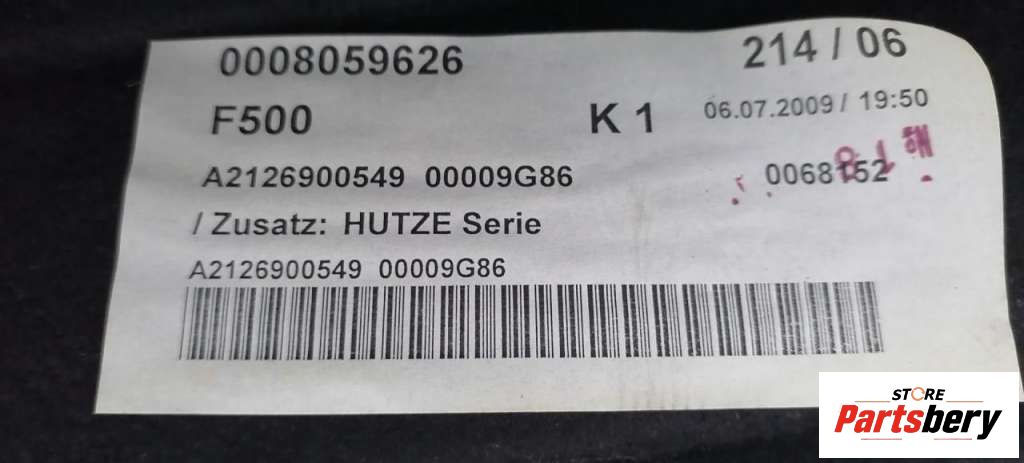 0008059626
214 / 06
F500
K 1
06.07.2009 / 19:50
A2126900549 00009G86
0068152
/ Zusatz: HUTZE Serie
A2126900549 00009G86
STORE
Partsbery